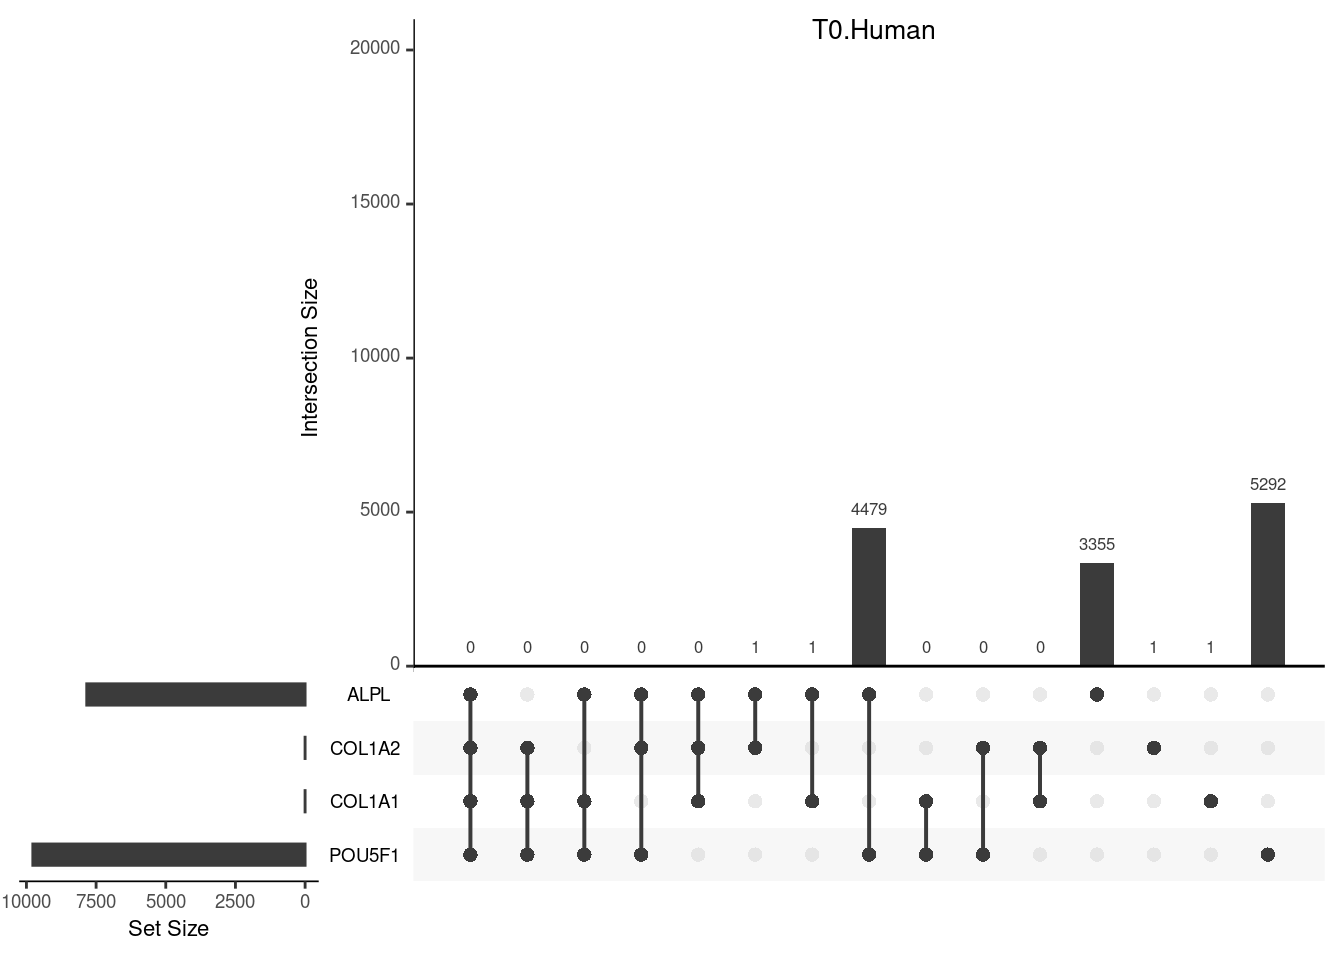 T0.Human
20000
15000
10000
5000
0
Intersection Size
0 0 0 0 0 1 1 4479 0 0 0 3355 1 1 5292
ALPL
COL1A2
COL1A1
POU5F1
10000 7500 5000 2500 0
Set Size